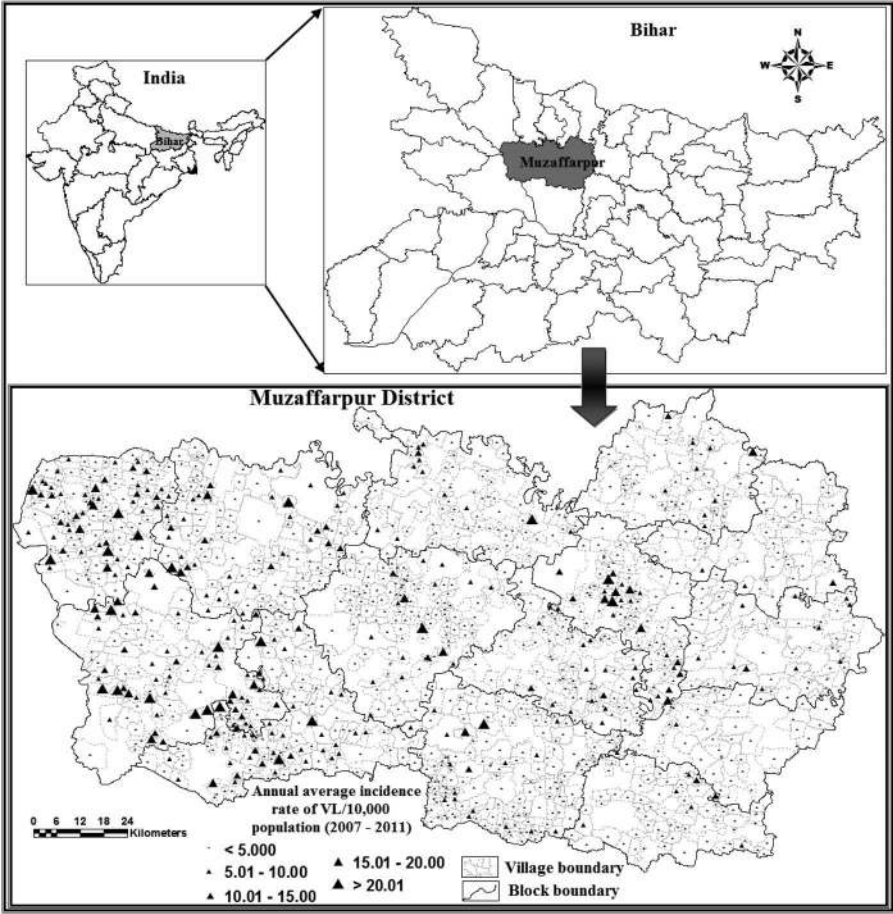 India
Bihar
Bihar
N
W E
S
Muzaffarpur
Muzaffarpur District
Annual average incidence
rate of VL/10,000
population (2007 - 2011)
0 6 12 18 24
Kilometers
< 5.000
5.01 - 10.00
10.01 - 15.00
15.01 - 20.00
> 20.01
Village boundary
Block boundary